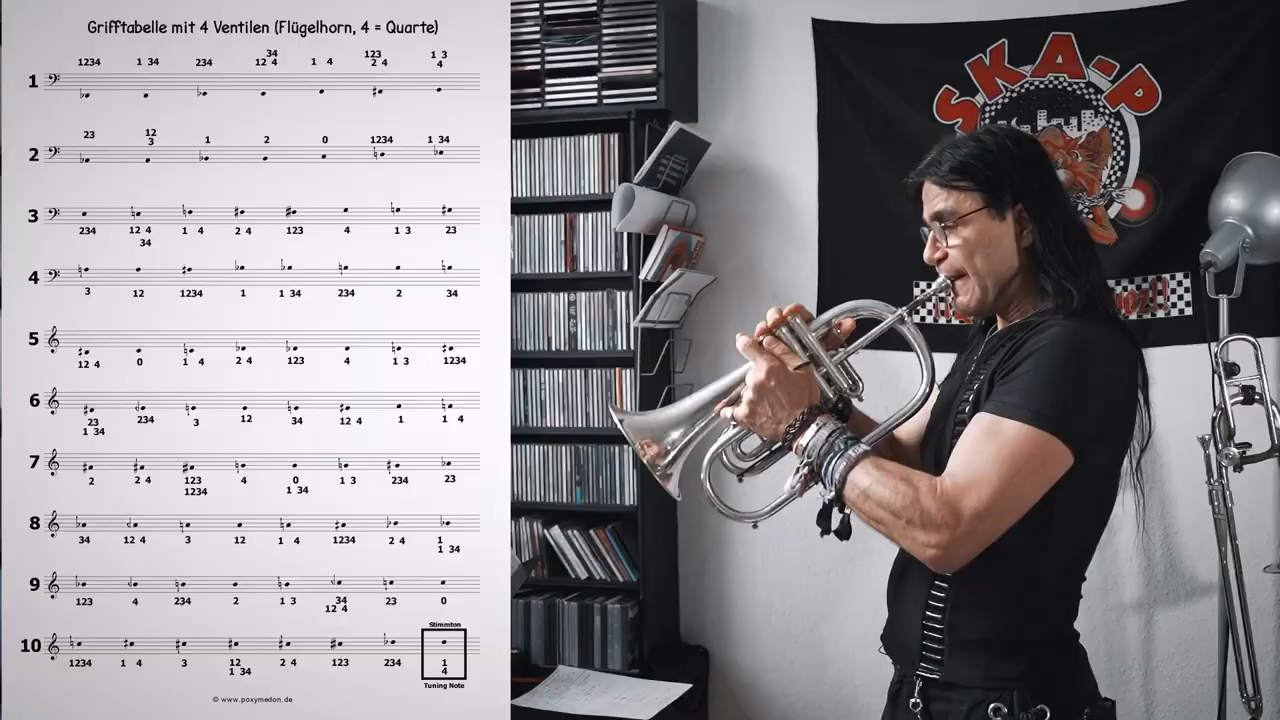 Grifftabelle mit 4 Ventilen (Flügelhorn, 4 = Quarte)
34
1234 1 34 234 12 4 1 4 123 1 3
2 4 4
1
23 12 1 2 0 1234 1 34
3
2
3
234 12 4 1 4 2 4 123 4 1 3 23
34
4
3 12 1234 1 1 34 234 2 34
5
12 4 0 1 4 2 4 123 4 1 3 1234
6
23 234 3 12 34 12 4 1 1 4
1 34
7
2 2 4 123 4 0 1 3 234 23
1234 1 34
8
34 12 4 3 12 1 4 1234 2 4 1
1 34
9
123 4 234 2 1 3 34 23 0
12 4
Stimmton
10
1234 1 4 3 12 2 4 123 234 1
1 34 4
Tuning Note
© www.poxymedon.de
SKA-P